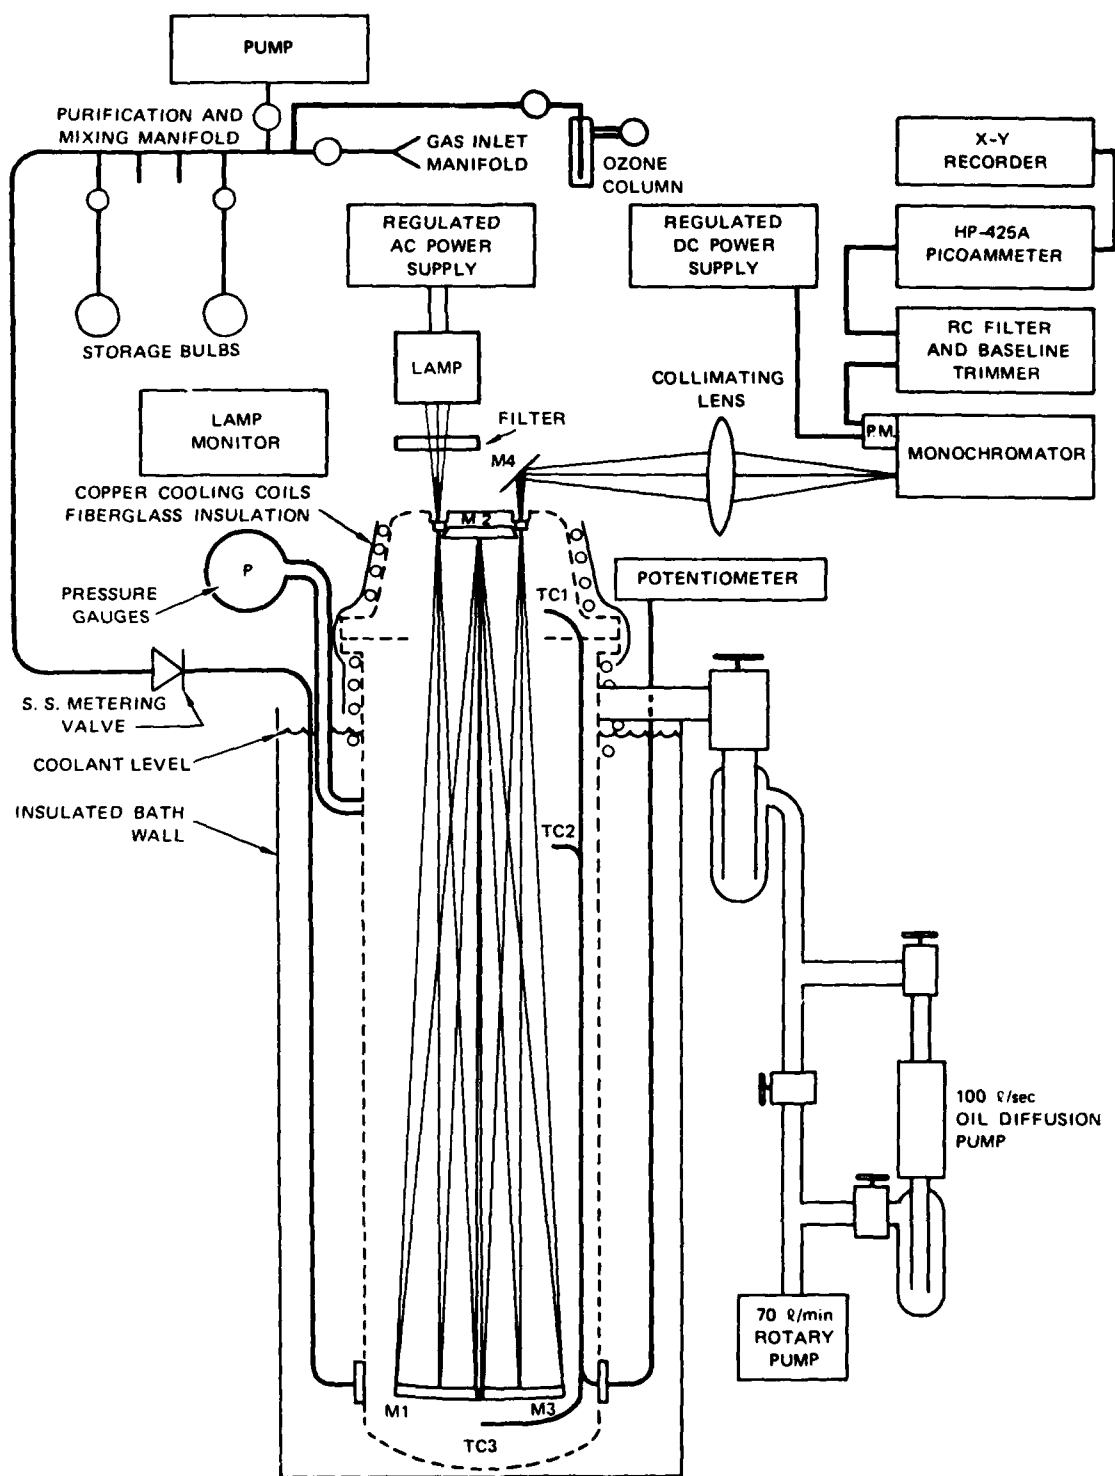 PUMP
PURIFICATION AND
MIXING MANIFOLD
GAS INLET
MANIFOLD
OZONE
COLUMN
X-Y
RECORDER
REGULATED
AC POWER
SUPPLY
REGULATED
DC POWER
SUPPLY
HP-425A
PICOAMMETER
STORAGE BULBS
LAMP
RC FILTER
AND BASELINE
TRIMMER
COLLIMATING
LENS
LAMP
MONITOR
FILTER
P.M.
MONOCHROMATOR
M4
COPPER COOLING COILS
FIBERGLASS INSULATION
M2
P
PRESSURE
GAUGES
POTENTIOMETER
TC1
S. S. METERING
VALVE
COOLANT LEVEL
INSULATED BATH
WALL
TC2
100 ℓ/sec
OIL DIFFUSION
PUMP
70 ℓ/min
ROTARY
PUMP
M1
M3
TC3